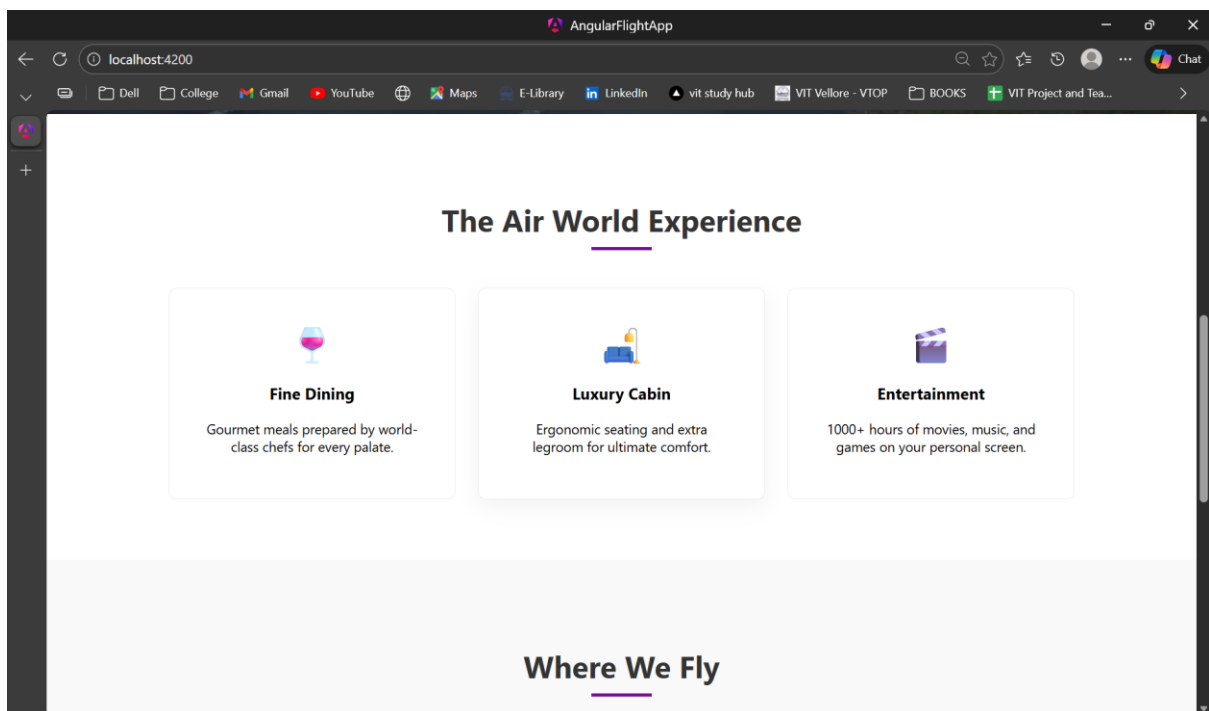 AngularFlightApp
localhost:4200
Chat
Dell
College
Gmail
YouTube
Maps
E-Library
LinkedIn
vit study hub
VIT Vellore - VTOP
BOOKS
VIT Project and Tea...
The Air World Experience
Fine Dining
Gourmet meals prepared by world-
class chefs for every palate.
Luxury Cabin
Ergonomic seating and extra
legroom for ultimate comfort.
Entertainment
1000+ hours of movies, music, and
games on your personal screen.
Where We Fly